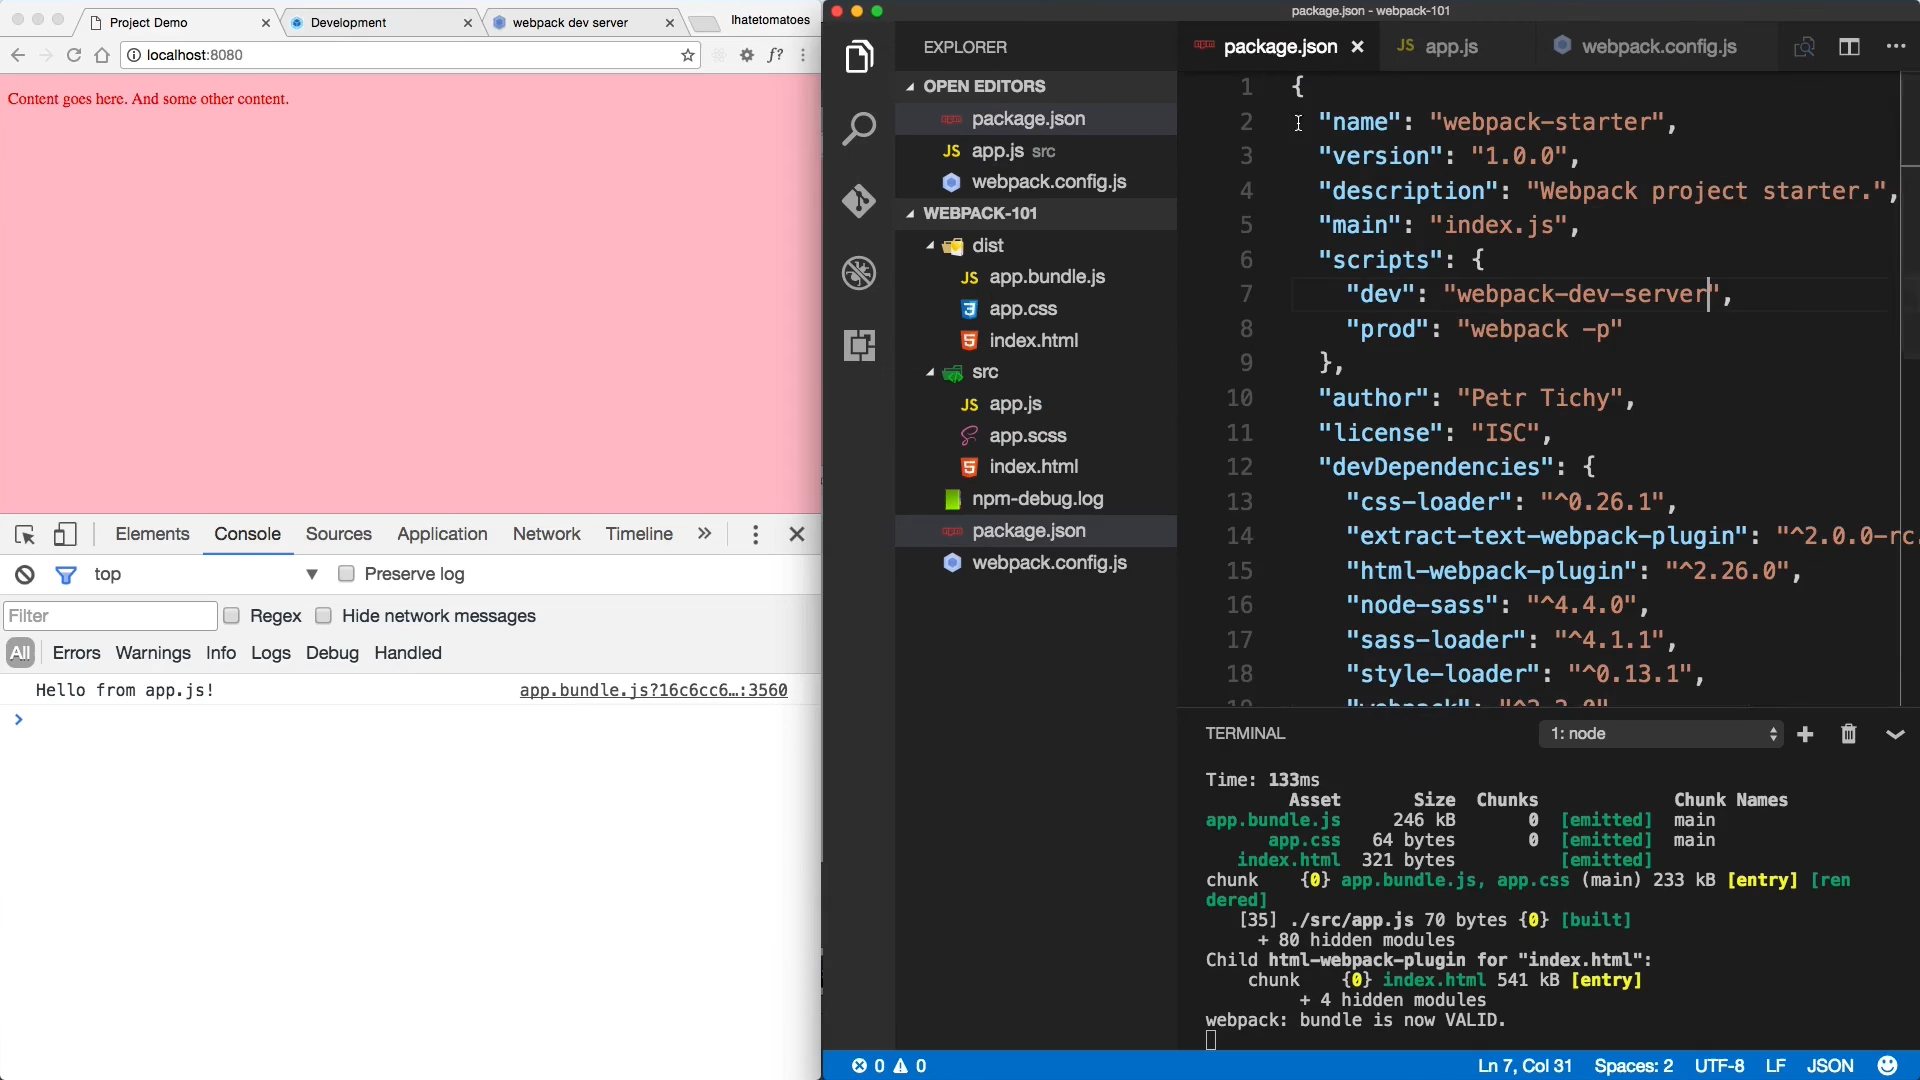 Project Demo
Development
webpack dev server
Ihatetomatoes
localhost:8080
f?
Content goes here. And some other content.
Elements
Console
Sources
Application
Network
Timeline
top
Preserve log
Filter
Regex
Hide network messages
All
Errors
Warnings
Info
Logs
Debug
Handled
Hello from app.js!
app.bundle.js?16c6cc6…:3560
package.json - webpack-101
EXPLORER
OPEN EDITORS
package.json
JS app.js src
webpack.config.js
WEBPACK-101
dist
JS app.bundle.js
app.css
index.html
src
JS app.js
app.scss
index.html
npm-debug.log
package.json
webpack.config.js
package.json
JS app.js
webpack.config.js
1 {
2 "name": "webpack-starter",
3 "version": "1.0.0",
4 "description": "Webpack project starter.",
5 "main": "index.js",
6 "scripts": {
7 "dev": "webpack-dev-server",
8 "prod": "webpack -p"
9 },
10 "author": "Petr Tichy",
11 "license": "ISC",
12 "devDependencies": {
13 "css-loader": "^0.26.1",
14 "extract-text-webpack-plugin": "^2.0.0-rc.
15 "html-webpack-plugin": "^2.26.0",
16 "node-sass": "^4.4.0",
17 "sass-loader": "^4.1.1",
18 "style-loader": "^0.13.1",
TERMINAL
1: node
Time: 133ms
Asset Size Chunks Chunk Names
app.bundle.js 246 kB 0 [emitted] main
app.css 64 bytes 0 [emitted] main
index.html 321 bytes [emitted]
chunk {0} app.bundle.js, app.css (main) 233 kB [entry] [ren
dered]
[35] ./src/app.js 70 bytes {0} [built]
+ 80 hidden modules
Child html-webpack-plugin for "index.html":
chunk {0} index.html 541 kB [entry]
+ 4 hidden modules
webpack: bundle is now VALID.
0 0
Ln 7, Col 31
Spaces: 2
UTF-8
LF
JSON